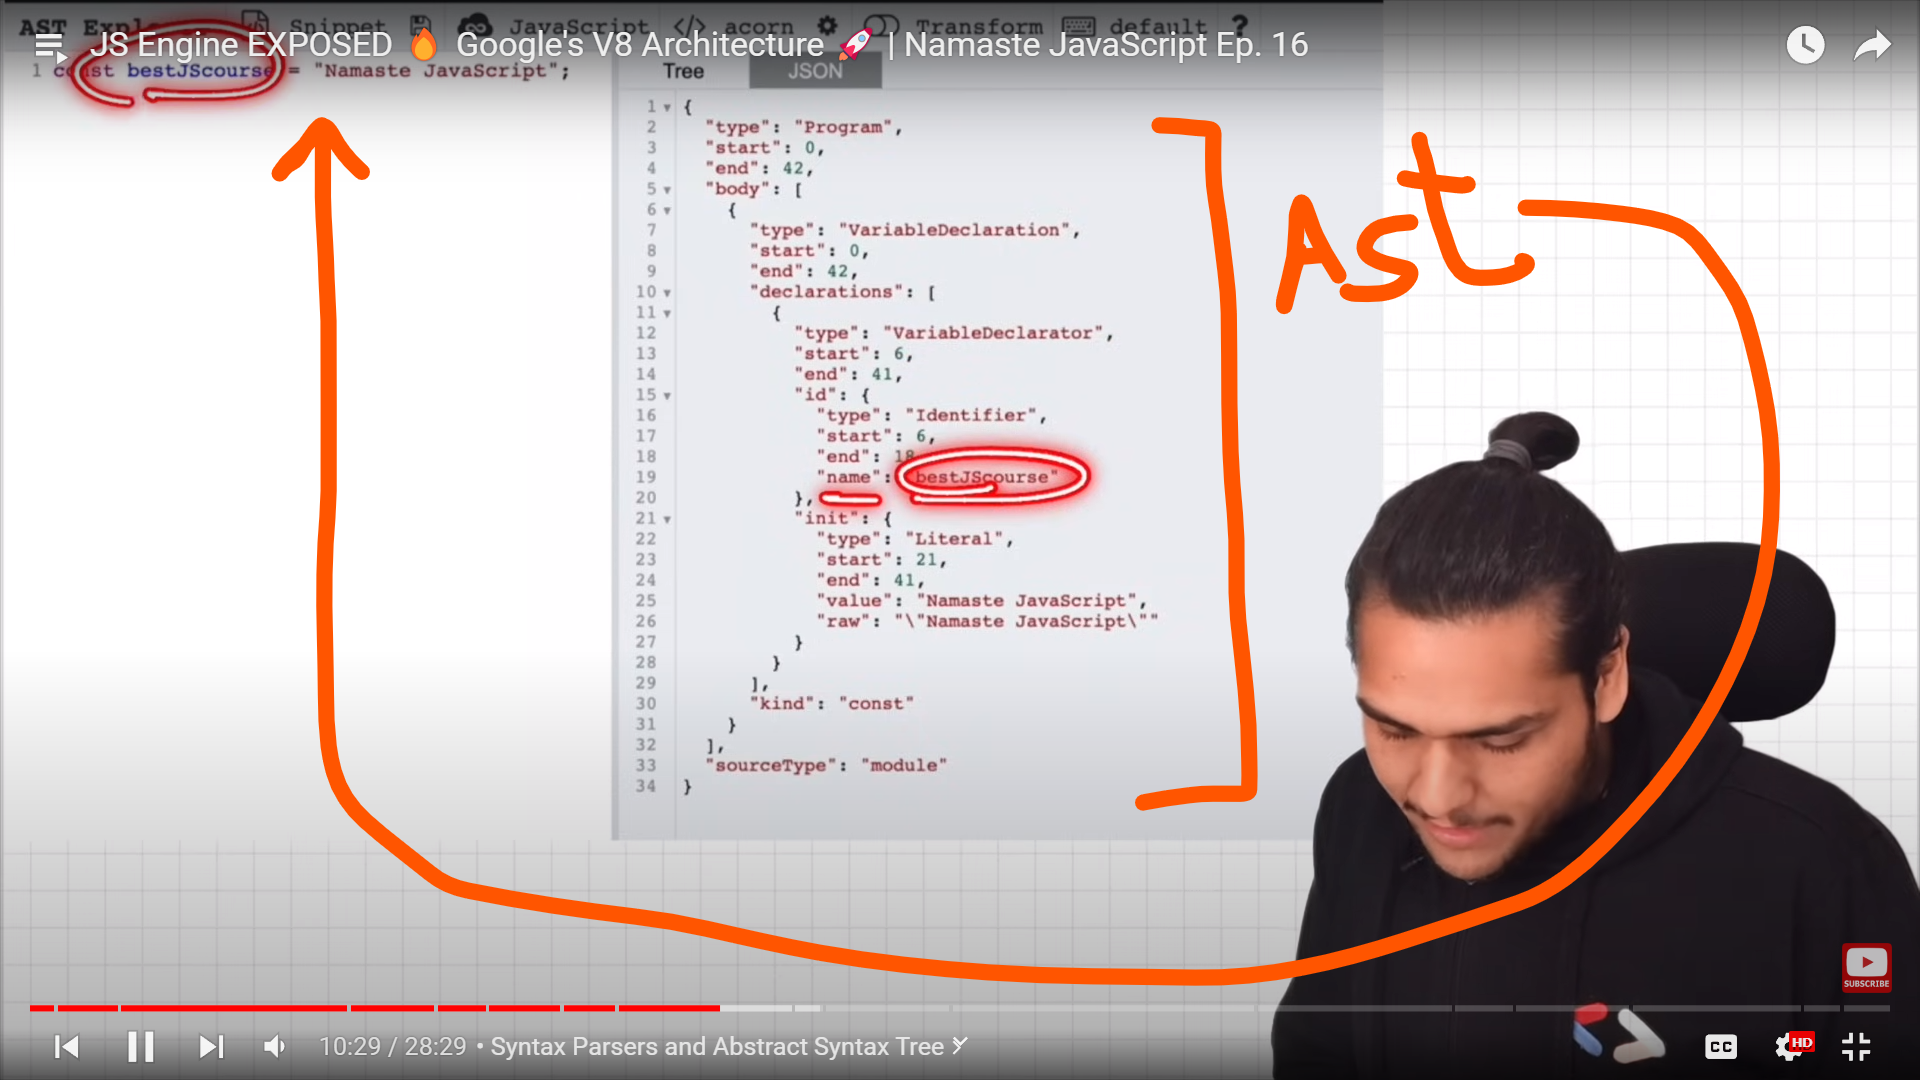 AST Explorer Snippet JavaScript </> acorn Transform default ?
JS Engine EXPOSED 🔥 Google's V8 Architecture 🚀 | Namaste JavaScript Ep. 16
1 const bestJScourse = "Namaste JavaScript";
Tree JSON
1 {
2 "type": "Program",
3 "start": 0,
4 "end": 42,
5 "body": [
6 {
7 "type": "VariableDeclaration",
8 "start": 0,
9 "end": 42,
10 "declarations": [
11 {
12 "type": "VariableDeclarator",
13 "start": 6,
14 "end": 41,
15 "id": {
16 "type": "Identifier",
17 "start": 6,
18 "end": 18
19 "name": "bestJScourse"
20 },
21 "init": {
22 "type": "Literal",
23 "start": 21,
24 "end": 41,
25 "value": "Namaste JavaScript",
26 "raw": "\"Namaste JavaScript\""
27 }
28 }
29 ],
30 "kind": "const"
31 }
32 ],
33 "sourceType": "module"
34 }
Ast
SUBSCRIBE
10:29 / 28:29 • Syntax Parsers and Abstract Syntax Tree
CC
HD